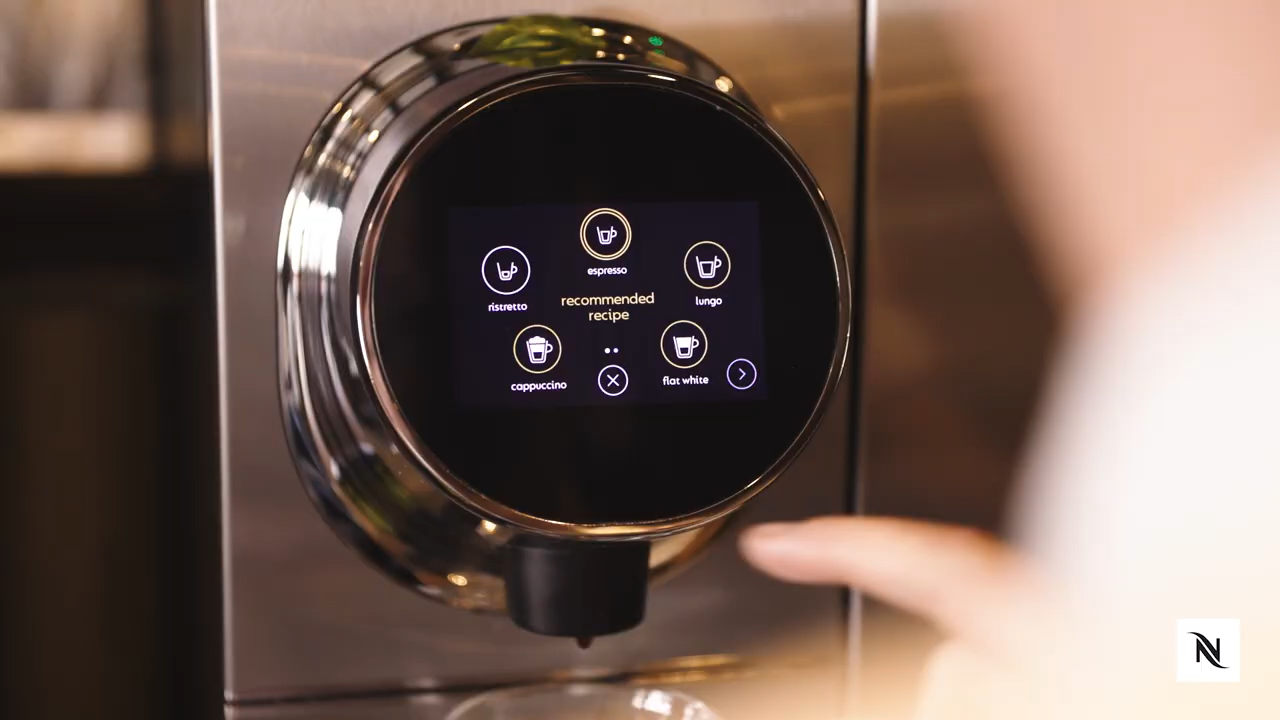 espresso
ristretto
lungo
recommended
recipe
cappuccino
flat white
N